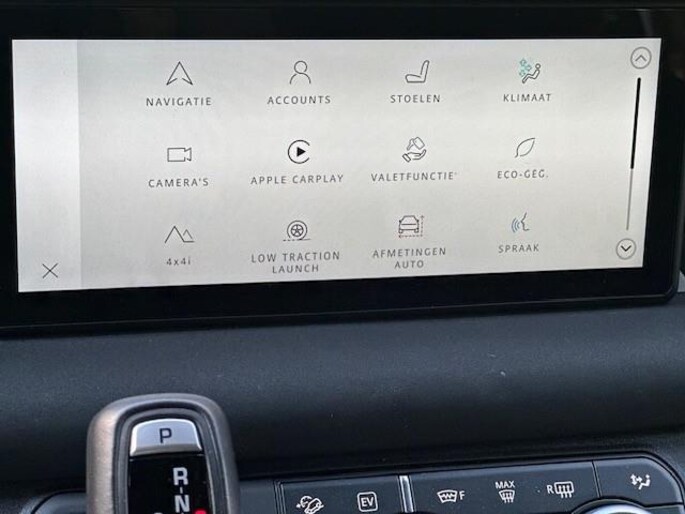 NAVIGATIE ACCOUNTS STOELEN KLIMAAT
CAMERA'S APPLE CARPLAY VALETFUNCTIE ECO-GEG.
4x4i LOW TRACTION LAUNCH AFMETINGEN AUTO SPRAAK
P
R
N
EV F MAX R